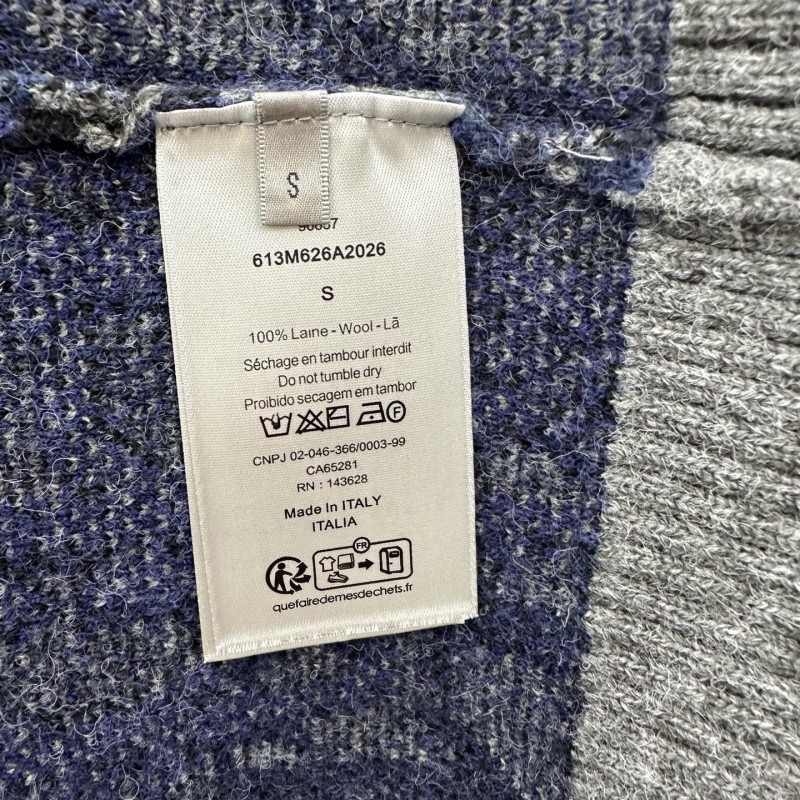 S
613M626A2026
S
100% Laine - Wool - Lã
Séchage en tambour interdit
Do not tumble dry
Proibido secagem em tambor
F
CNPJ 02-046-366/0003-99
CA65281
RN : 143628
Made in ITALY
ITALIA
FR
quefairedemesdechets.fr